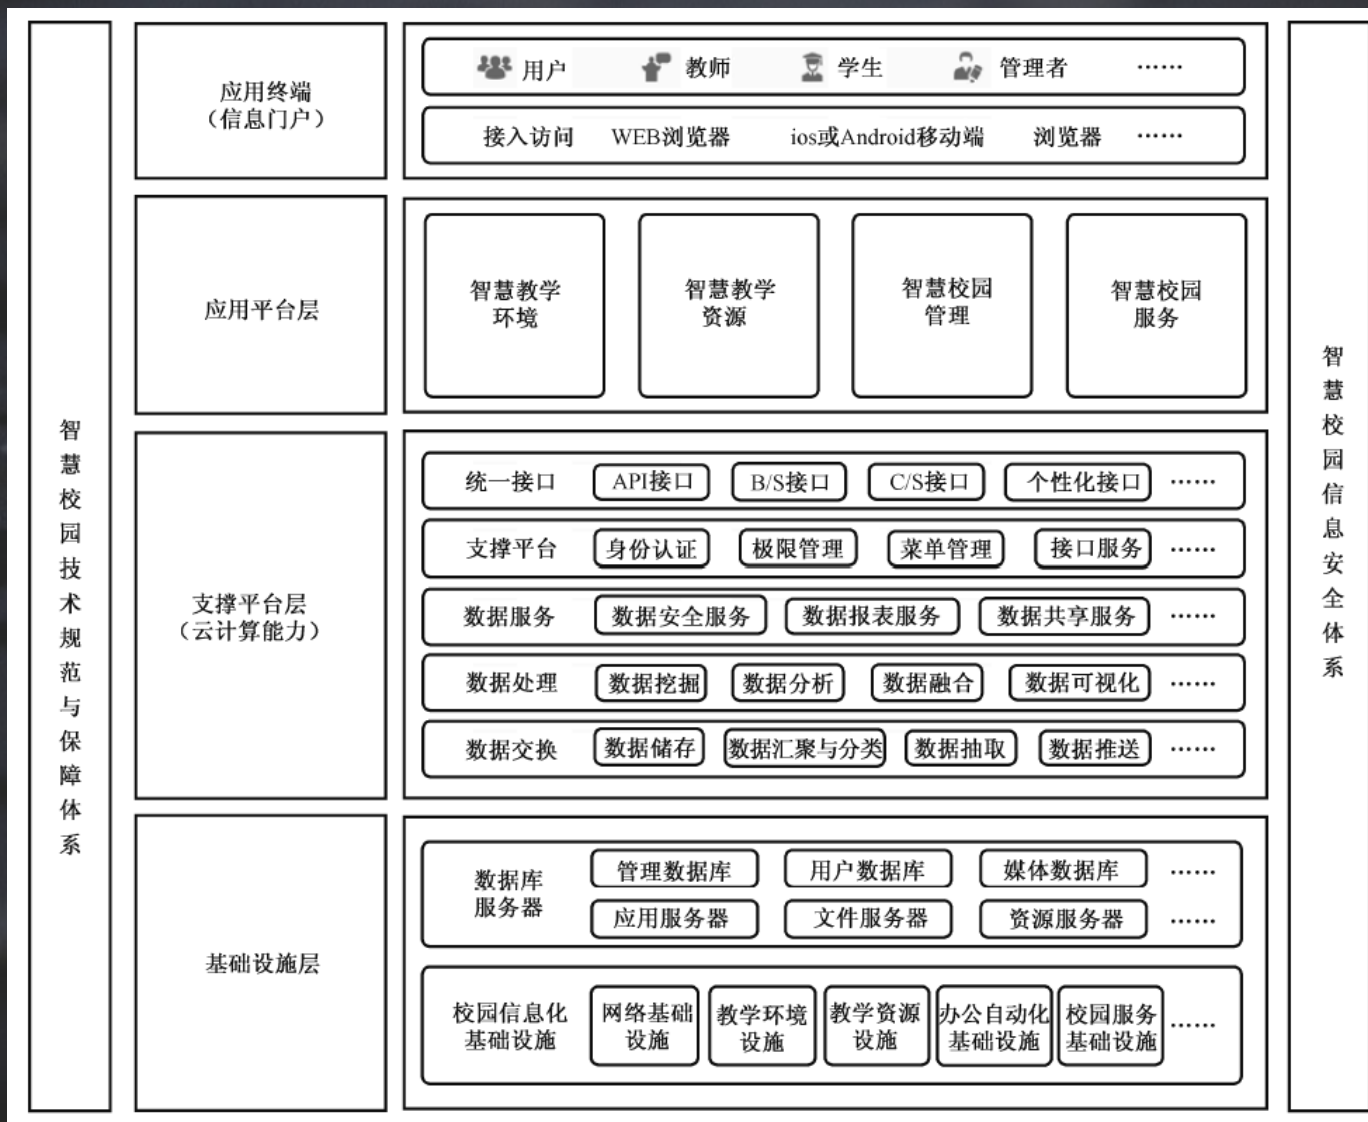 智慧校园技术规范与保障体系
应用终端
（信息门户）
用户 教师 学生 管理者 ······
接入访问 WEB浏览器 ios或Android移动端 浏览器 ······
应用平台层
智慧教学
环境
智慧教学
资源
智慧校园
管理
智慧校园
服务
支撑平台层
（云计算能力）
统一接口 API接口 B/S接口 C/S接口 个性化接口 ······
支撑平台 身份认证 极限管理 菜单管理 接口服务 ······
数据服务 数据安全服务 数据报表服务 数据共享服务 ······
数据处理 数据挖掘 数据分析 数据融合 数据可视化 ······
数据交换 数据储存 数据汇聚与分类 数据抽取 数据推送 ······
基础设施层
数据库
服务器
管理数据库 用户数据库 媒体数据库 ······
应用服务器 文件服务器 资源服务器 ······
校园信息化
基础设施
网络基础
设施
教学环境
设施
教学资源
设施
办公自动化
基础设施
校园服务
基础设施
······
智慧校园信息安全体系